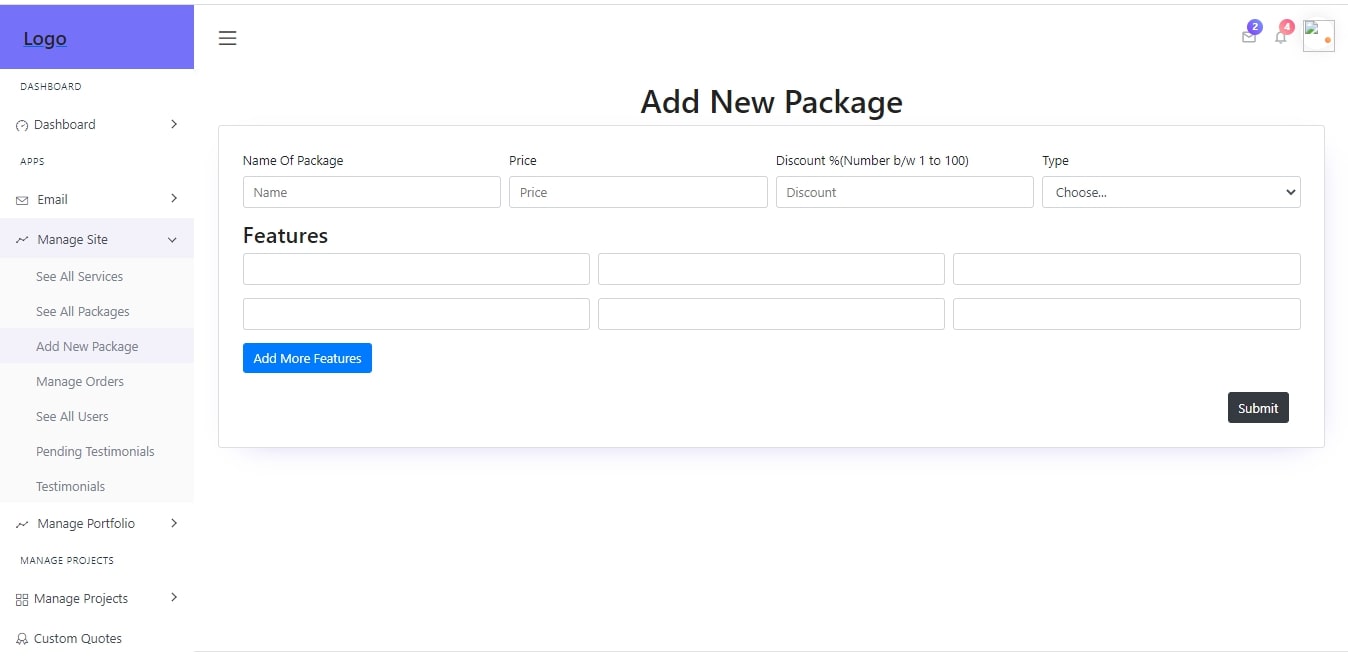 Logo
2
4
DASHBOARD
Dashboard
APPS
Email
Manage Site
See All Services
See All Packages
Add New Package
Manage Orders
See All Users
Pending Testimonials
Testimonials
Manage Portfolio
MANAGE PROJECTS
Manage Projects
Custom Quotes
Add New Package
Name Of Package Price Discount %(Number b/w 1 to 100) Type
Name Price Discount Choose...
Features
Add More Features
Submit